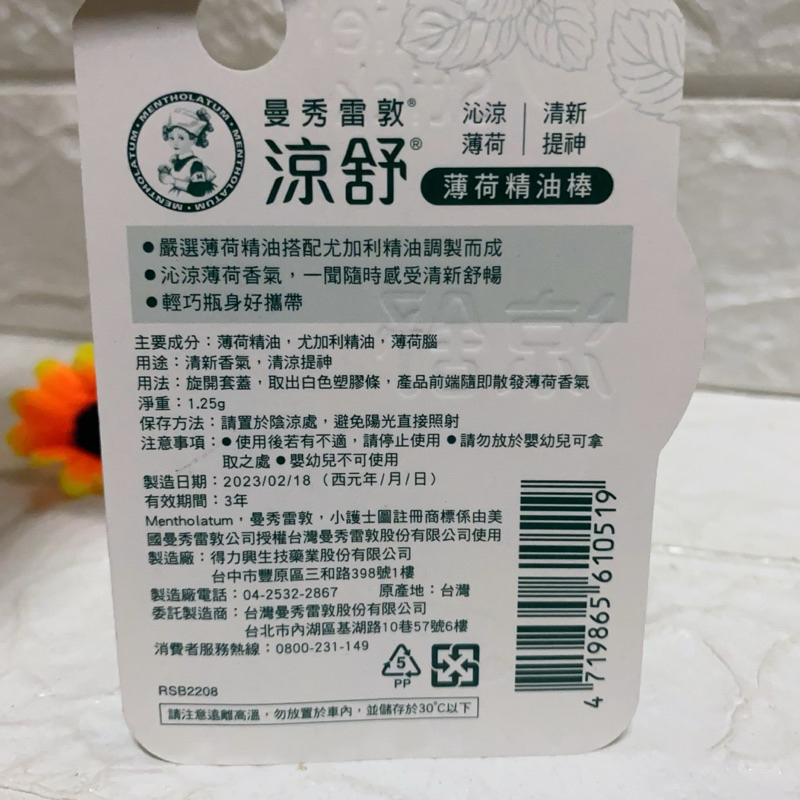 MENTHOLATUM • MENTHOLATUM • MENTHOLATUM
曼秀雷敦®
涼舒®
沁涼 | 清新
薄荷 | 提神
薄荷精油棒
●嚴選薄荷精油搭配尤加利精油調製而成
●沁涼薄荷香氣，一聞隨時感受清新舒暢
●輕巧瓶身好攜帶
主要成分：薄荷精油，尤加利精油，薄荷腦
用途：清新香氣，清涼提神
用法：旋開套蓋，取出白色塑膠條，產品前端隨即散發薄荷香氣
淨重：1.25g
保存方法：請置於陰涼處，避免陽光直接照射
注意事項：●使用後若有不適，請停止使用 ●請勿放於嬰幼兒可拿
取之處 ●嬰幼兒不可使用
製造日期：2023/02/18（西元年/月/日）
有效期間：3年
Mentholatum，曼秀雷敦，小護士圖註冊商標係由美
國曼秀雷敦公司授權台灣曼秀雷敦股份有限公司使用
製造廠：得力興生技藥業股份有限公司
台中市豐原區三和路398號1樓
製造廠電話：04-2532-2867 原產地：台灣
委託製造商：台灣曼秀雷敦股份有限公司
台北市內湖區基湖路10巷57號6樓
消費者服務熱線：0800-231-149
5
PP
RSB2208
請注意遠離高溫，勿放置於車內，並儲存於30°C以下
4 719865 610519